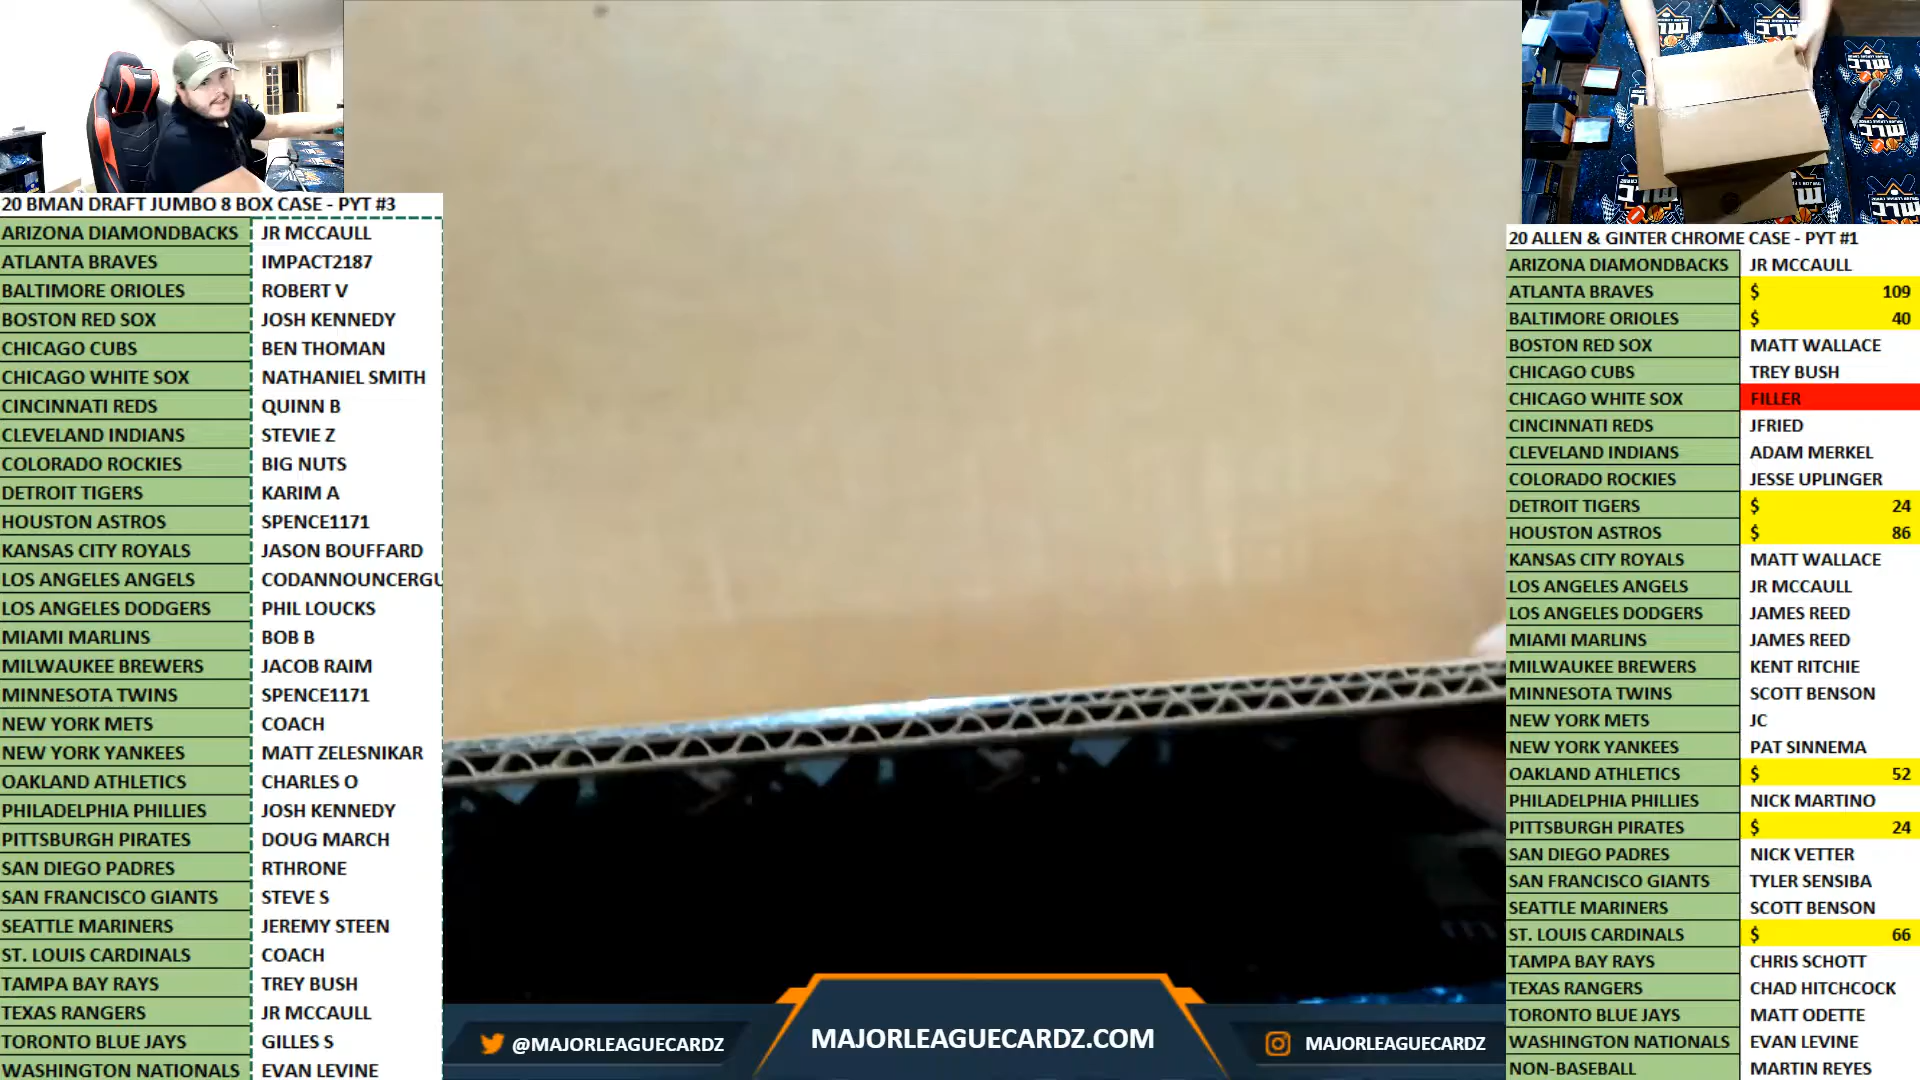 20 BMAN DRAFT JUMBO 8 BOX CASE - PYT #3
ARIZONA DIAMONDBACKS JR MCCAULL
ATLANTA BRAVES IMPACT2187
BALTIMORE ORIOLES ROBERT V
BOSTON RED SOX JOSH KENNEDY
CHICAGO CUBS BEN THOMAN
CHICAGO WHITE SOX NATHANIEL SMITH
CINCINNATI REDS QUINN B
CLEVELAND INDIANS STEVIE Z
COLORADO ROCKIES BIG NUTS
DETROIT TIGERS KARIM A
HOUSTON ASTROS SPENCE1171
KANSAS CITY ROYALS JASON BOUFFARD
LOS ANGELES ANGELS CODANNOUNCERGU
LOS ANGELES DODGERS PHIL LOUCKS
MIAMI MARLINS BOB B
MILWAUKEE BREWERS JACOB RAIM
MINNESOTA TWINS SPENCE1171
NEW YORK METS COACH
NEW YORK YANKEES MATT ZELESNIKAR
OAKLAND ATHLETICS CHARLES O
PHILADELPHIA PHILLIES JOSH KENNEDY
PITTSBURGH PIRATES DOUG MARCH
SAN DIEGO PADRES RTHRONE
SAN FRANCISCO GIANTS STEVE S
SEATTLE MARINERS JEREMY STEEN
ST. LOUIS CARDINALS COACH
TAMPA BAY RAYS TREY BUSH
TEXAS RANGERS JR MCCAULL
TORONTO BLUE JAYS GILLES S
WASHINGTON NATIONALS EVAN LEVINE
@MAJORLEAGUECARDZ
MAJORLEAGUECARDZ.COM
MAJORLEAGUECARDZ
20 ALLEN & GINTER CHROME CASE - PYT #1
ARIZONA DIAMONDBACKS JR MCCAULL
ATLANTA BRAVES $ 109
BALTIMORE ORIOLES $ 40
BOSTON RED SOX MATT WALLACE
CHICAGO CUBS TREY BUSH
CHICAGO WHITE SOX FILLER
CINCINNATI REDS JFRIED
CLEVELAND INDIANS ADAM MERKEL
COLORADO ROCKIES JESSE UPLINGER
DETROIT TIGERS $ 24
HOUSTON ASTROS $ 86
KANSAS CITY ROYALS MATT WALLACE
LOS ANGELES ANGELS JR MCCAULL
LOS ANGELES DODGERS JAMES REED
MIAMI MARLINS JAMES REED
MILWAUKEE BREWERS KENT RITCHIE
MINNESOTA TWINS SCOTT BENSON
NEW YORK METS JC
NEW YORK YANKEES PAT SINNEMA
OAKLAND ATHLETICS $ 52
PHILADELPHIA PHILLIES NICK MARTINO
PITTSBURGH PIRATES $ 24
SAN DIEGO PADRES NICK VETTER
SAN FRANCISCO GIANTS TYLER SENSIBA
SEATTLE MARINERS SCOTT BENSON
ST. LOUIS CARDINALS $ 66
TAMPA BAY RAYS CHRIS SCHOTT
TEXAS RANGERS CHAD HITCHCOCK
TORONTO BLUE JAYS MATT ODETTE
WASHINGTON NATIONALS EVAN LEVINE
NON-BASEBALL MARTIN REYES